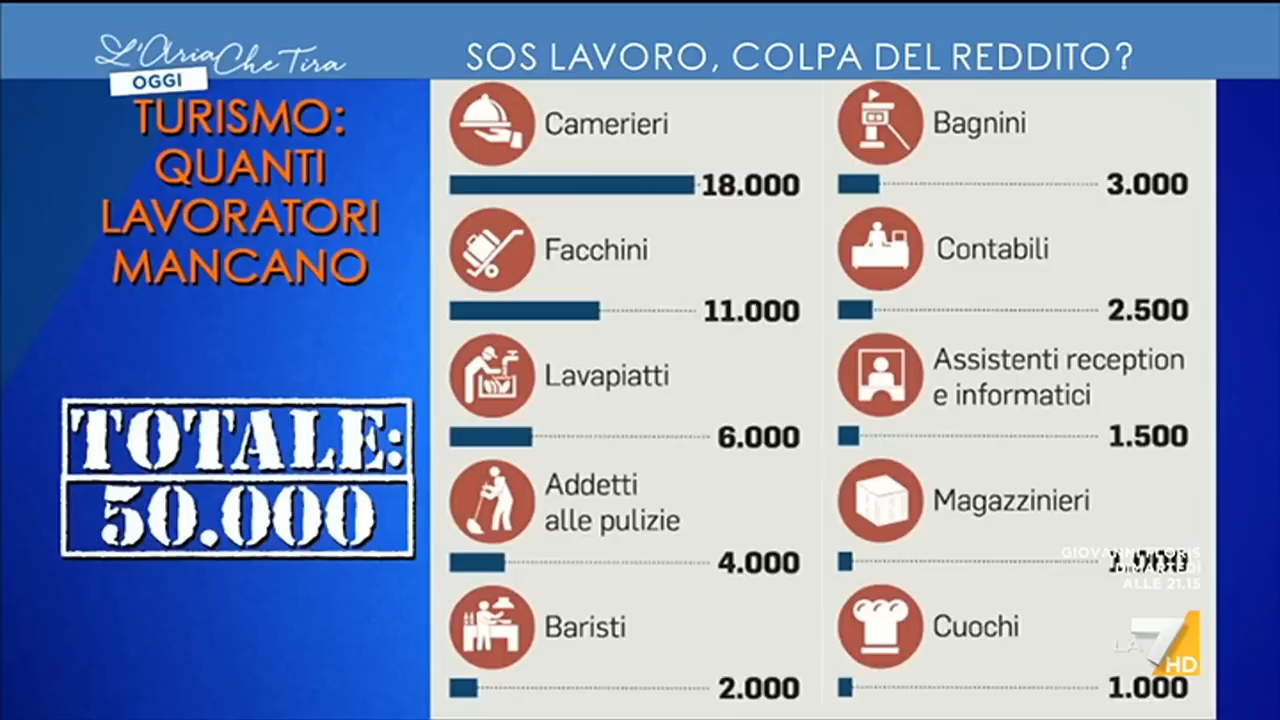 L'Aria Che Tira
OGGI
SOS LAVORO, COLPA DEL REDDITO?
TURISMO:
QUANTI
LAVORATORI
MANCANO
TOTALE:
50.000
Camerieri
18.000
Facchini
11.000
Lavapiatti
6.000
Addetti
alle pulizie
4.000
Baristi
2.000
Bagnini
3.000
Contabili
2.500
Assistenti reception
e informatici
1.500
Magazzinieri
GIOVANNI FLORIS
DIMARTEDÌ
ALLE 21.15
Cuochi
1.000
LA7
HD